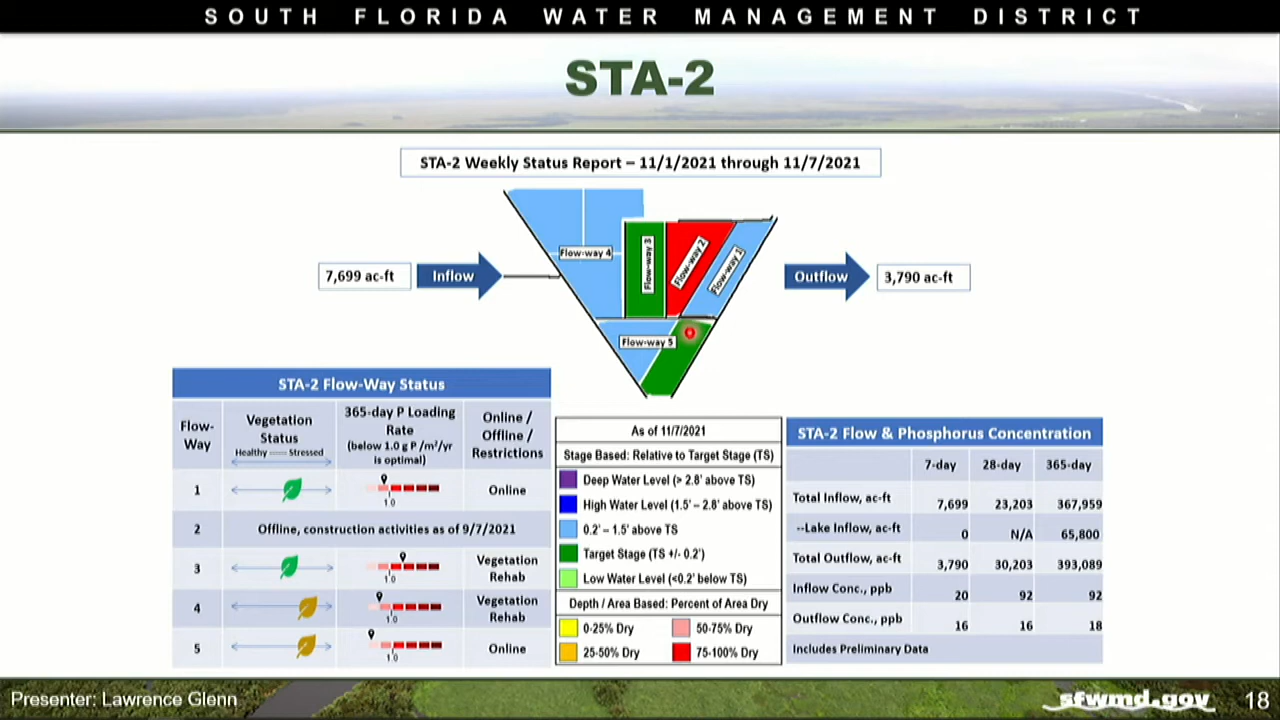 SOUTH FLORIDA WATER MANAGEMENT DISTRICT
STA-2
STA-2 Weekly Status Report – 11/1/2021 through 11/7/2021
7,699 ac-ft
Inflow
Flow-way 4
Flow-way 3
Flow-way 2
Flow-way 1
Flow-way 5
Outflow
3,790 ac-ft
STA-2 Flow-Way Status
Flow-Way
Vegetation Status
Healthy ------ Stressed
365-day P Loading Rate
(below 1.0 g P /m²/yr is optimal)
Online / Offline / Restrictions
1
1.0
Online
2
Offline, construction activities as of 9/7/2021
3
1.0
Vegetation Rehab
4
1.0
Vegetation Rehab
5
1.0
Online
As of 11/7/2021
Stage Based: Relative to Target Stage (TS)
Deep Water Level (> 2.8' above TS)
High Water Level (1.5' – 2.8' above TS)
0.2' – 1.5' above TS
Target Stage (TS +/- 0.2')
Low Water Level (<0.2' below TS)
Depth / Area Based: Percent of Area Dry
0-25% Dry
50-75% Dry
25-50% Dry
75-100% Dry
STA-2 Flow & Phosphorus Concentration
7-day 28-day 365-day
Total Inflow, ac-ft 7,699 23,203 367,959
--Lake Inflow, ac-ft 0 N/A 65,800
Total Outflow, ac-ft 3,790 30,203 393,089
Inflow Conc., ppb 20 92 92
Outflow Conc., ppb 16 16 18
Includes Preliminary Data
Presenter: Lawrence Glenn
sfwmd.gov
18